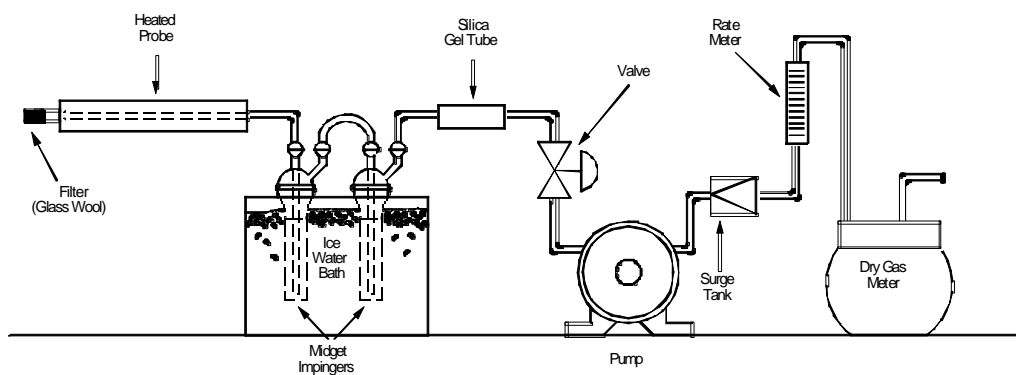 Heated
Probe
Silica
Gel Tube
Rate
Meter
Valve
Filter
(Glass Wool)
Ice
Water
Bath
Midget
Impingers
Pump
Surge
Tank
Dry Gas
Meter